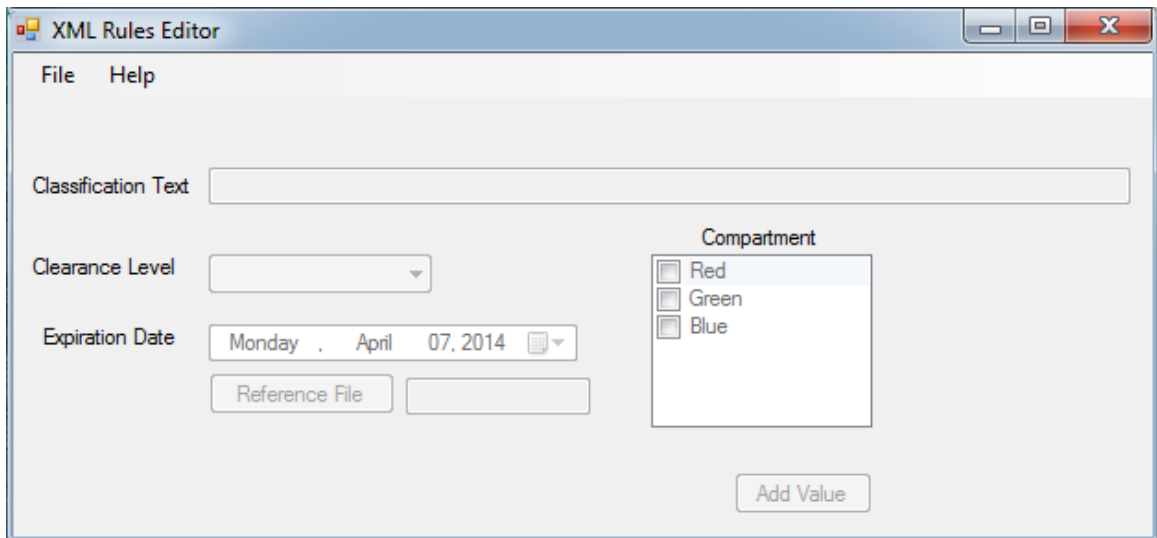 XML Rules Editor
File Help
Classification Text
Compartment
Clearance Level
Red
Green
Blue
Expiration Date
Monday , April 07, 2014
Reference File
Add Value